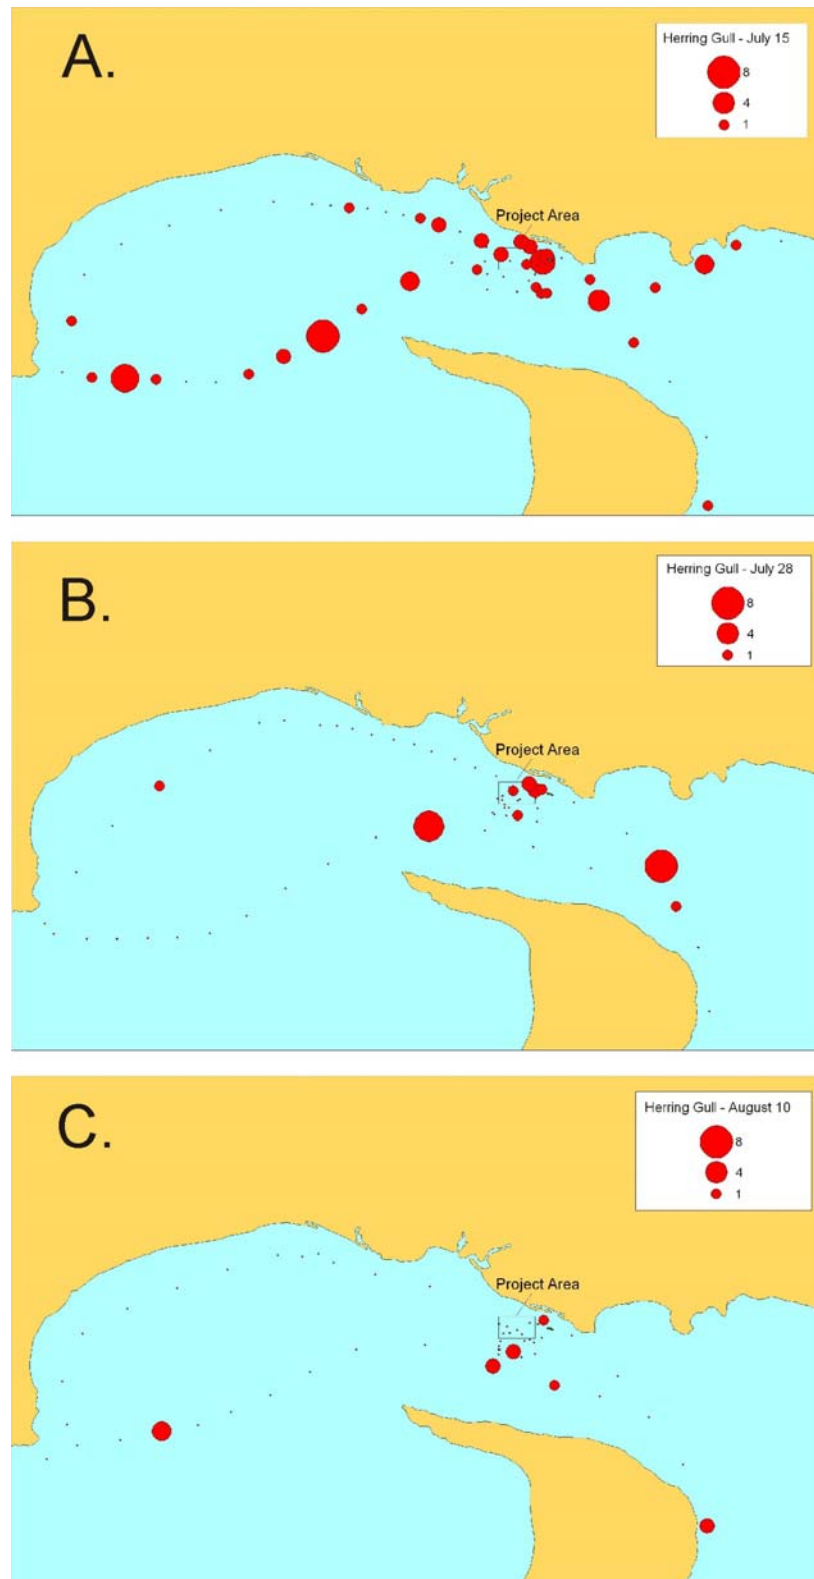 A.
Herring Gull - July 15
8
4
1
Project Area
B.
Herring Gull - July 28
8
4
1
Project Area
C.
Herring Gull - August 10
8
4
1
Project Area